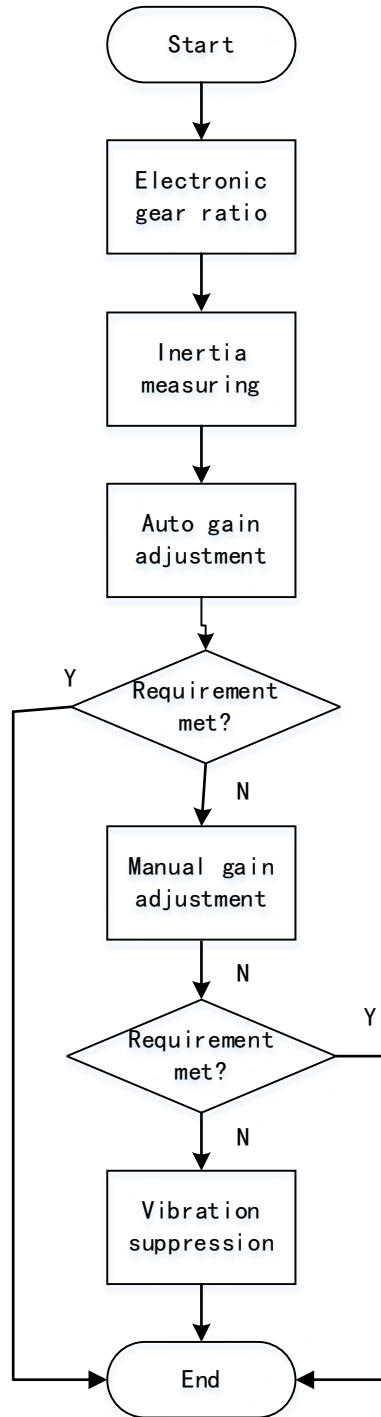 Start
Electronic
gear ratio
Inertia
measuring
Auto gain
adjustment
Y
Requirement
met?
N
Manual gain
adjustment
N
Y
Requirement
met?
N
Vibration
suppression
End